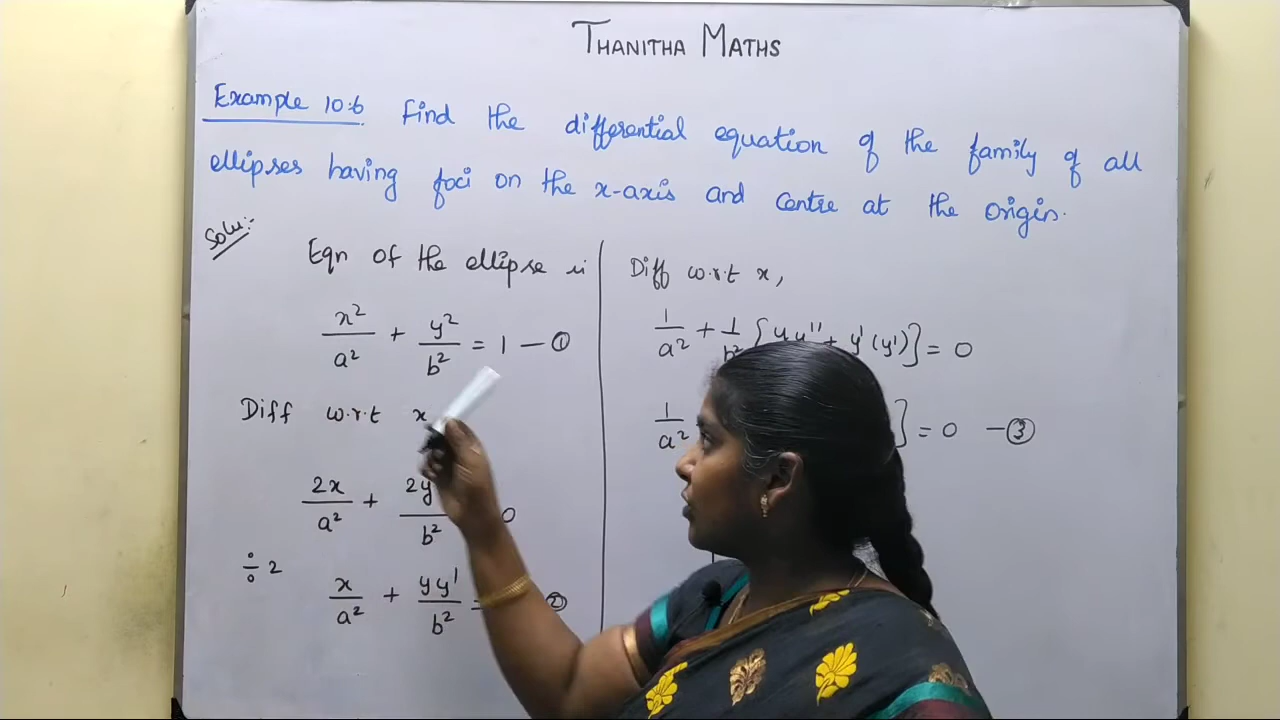 THANITHA MATHS
Example 10.6 Find the differential equation of the family of all
ellipses having foci on the x-axis and centre at the origin.
Solu:-
Eqn of the ellipse is
x²/a² + y²/b² = 1 — ①
Diff w.r.t x
2x/a² + 2y /b² 0
÷ 2
x/a² + yy'/b² = ②
Diff w.r.t x,
1/a² + 1/b² [yy'' + y'(y')] = 0
1/a² ] = 0 — ③